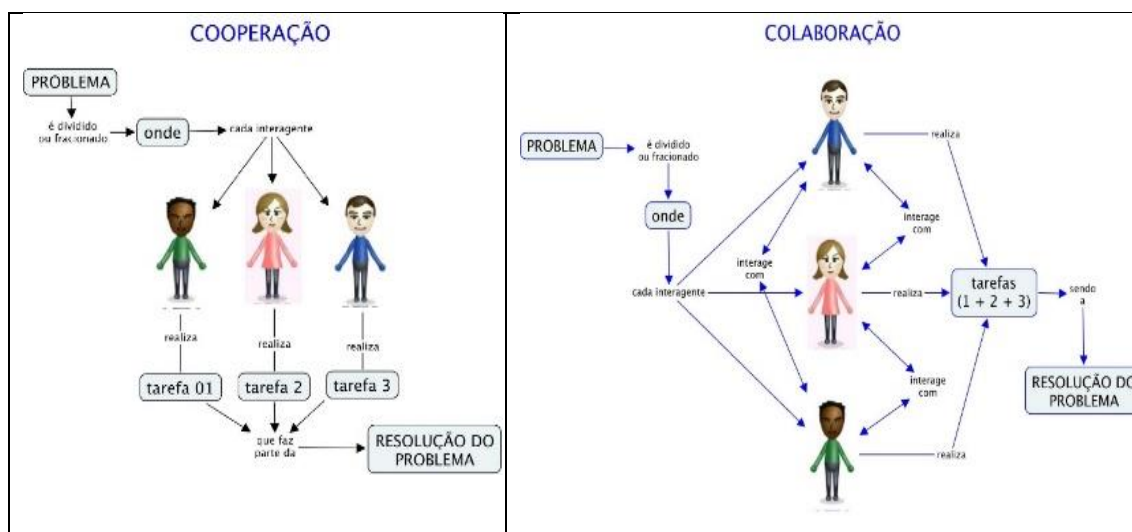 COOPERAÇÃO
PROBLEMA
é dividido
ou fracionado
onde
cada interagente
realiza
realiza
realiza
tarefa 01
tarefa 2
tarefa 3
que faz
parte da
RESOLUÇÃO DO
PROBLEMA
COLABORAÇÃO
PROBLEMA
é dividido
ou fracionado
onde
cada interagente
realiza
interage
com
interage
com
realiza
tarefas
(1 + 2 + 3)
sendo
a
interage
com
realiza
RESOLUÇÃO DO
PROBLEMA